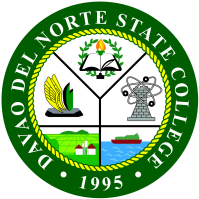 DAVAO DEL NORTE STATE COLLEGE
1995